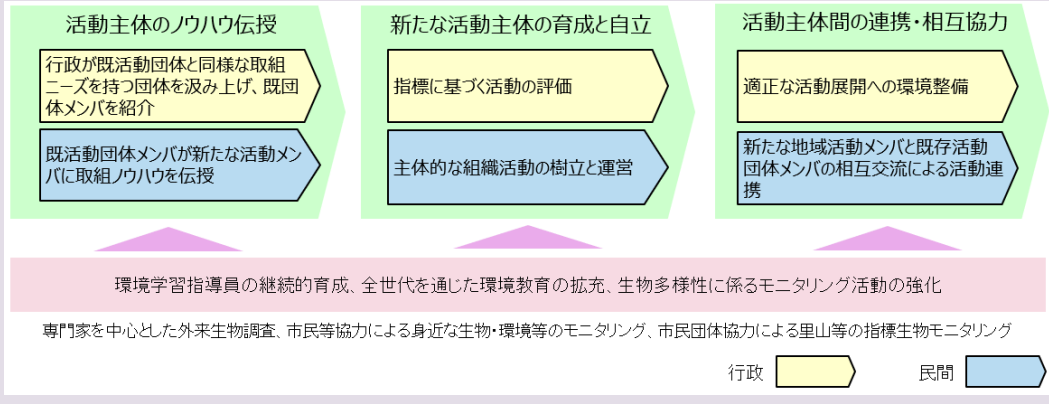 活動主体のノウハウ伝授
行政が既活動団体と同様な取組
ニーズを持つ団体を汲み上げ、既団
体メンバを紹介
既活動団体メンバが新たな活動メン
バに取組ノウハウを伝授
新たな活動主体の育成と自立
指標に基づく活動の評価
主体的な組織活動の樹立と運営
活動主体間の連携・相互協力
適正な活動展開への環境整備
新たな地域活動メンバと既存活動
団体メンバの相互交流による活動連
携
環境学習指導員の継続的育成、全世代を通じた環境教育の拡充、生物多様性に係るモニタリング活動の強化
専門家を中心とした外来生物調査、市民等協力による身近な生物・環境等のモニタリング、市民団体協力による里山等の指標生物モニタリング
行政
民間